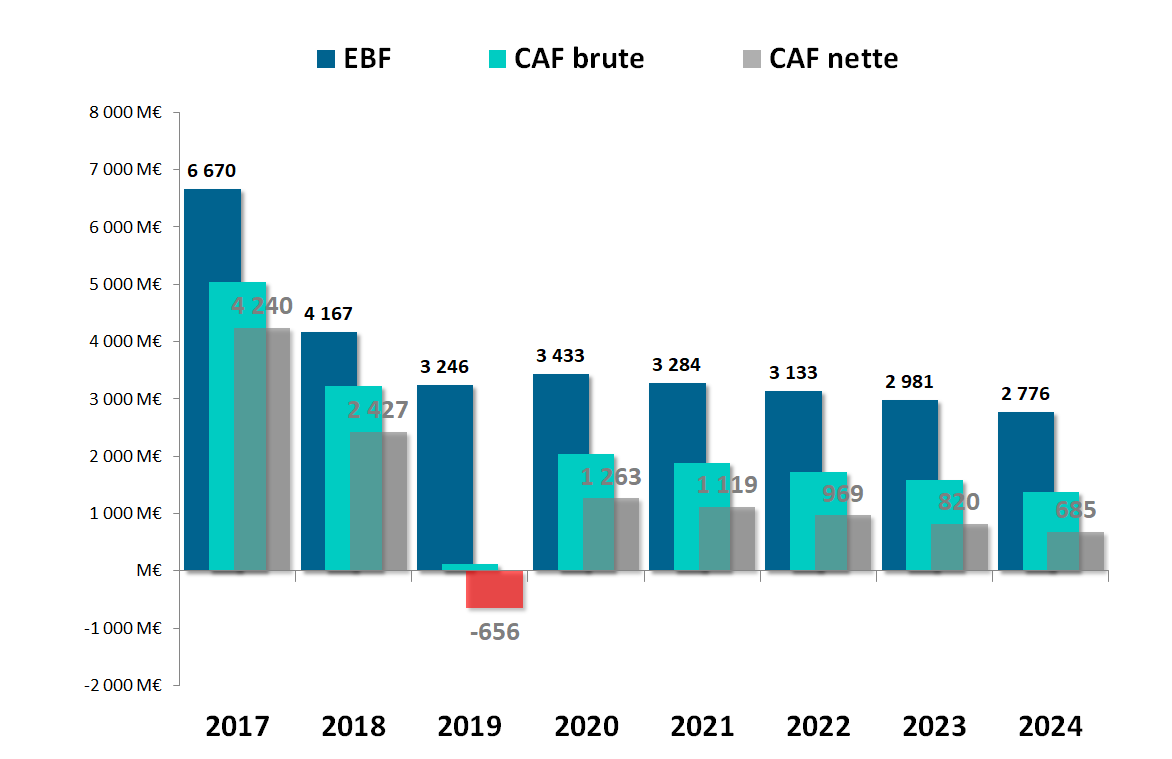 EBF CAF brute CAF nette
8 000 M€
7 000 M€
6 000 M€
5 000 M€
4 000 M€
3 000 M€
2 000 M€
1 000 M€
M€
-1 000 M€
-2 000 M€
6 670
4 240
4 167
2 427
3 246
-656
3 433
1 263
3 284
1 119
3 133
969
2 981
820
2 776
685
2017 2018 2019 2020 2021 2022 2023 2024